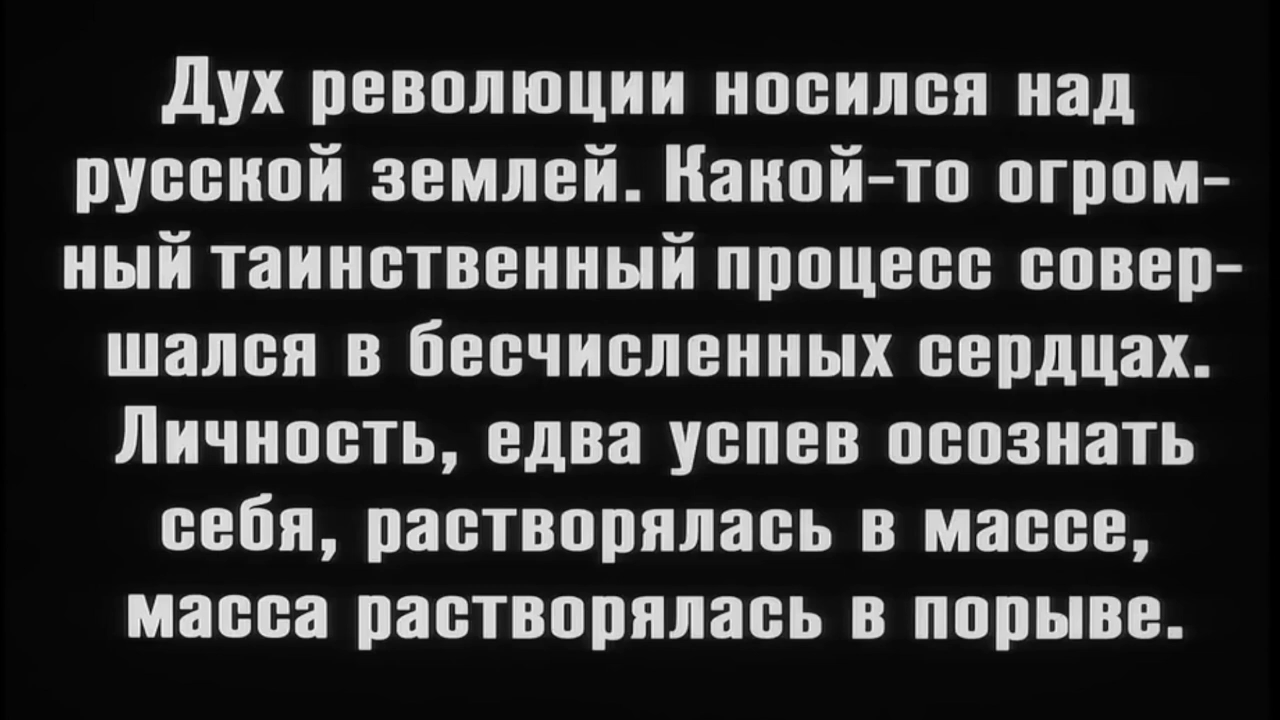 Дух революции носился над
русской землей. Какой-то огром-
ный таинственный процесс совер-
шался в бесчисленных сердцах.
Личность, едва успев осознать
себя, растворялась в массе,
масса растворялась в порыве.